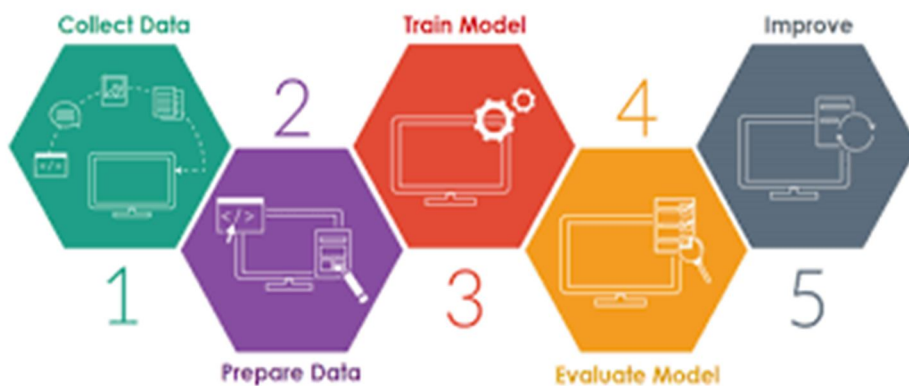 Collect Data
1
2
Prepare Data
</>
</>
Train Model
3
4
Evaluate Model
Improve
5